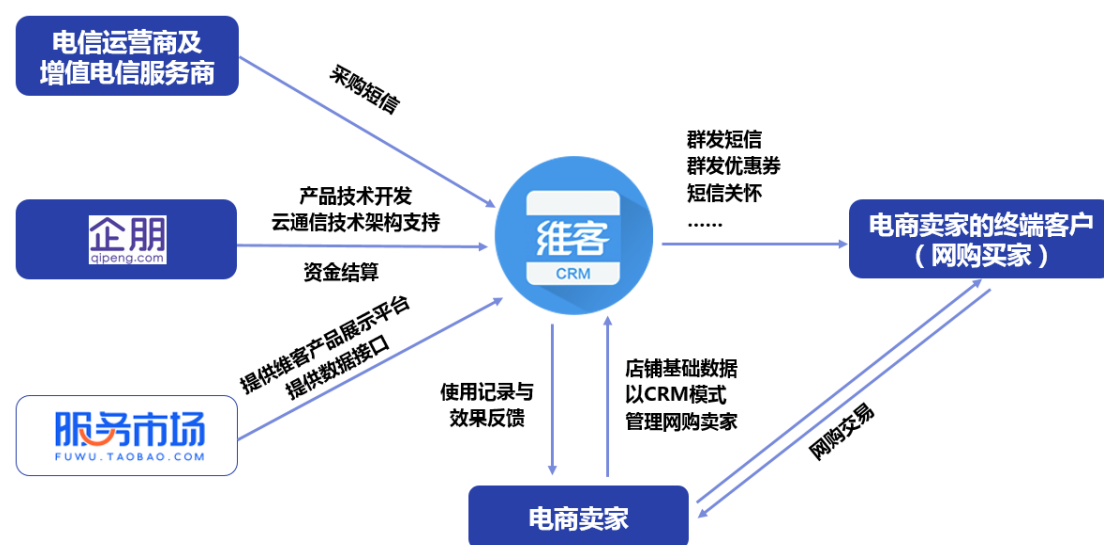 电信运营商及
增值电信服务商
采购短信
企朋
qipeng.com
产品技术开发
云通信技术架构支持
资金结算
服务市场
FUWU.TAOBAO.COM
提供维客产品展示平台
提供数据接口
维客
CRM
群发短信
群发优惠券
短信关怀
……
电商卖家的终端客户
（网购买家）
使用记录与
效果反馈
店铺基础数据
以CRM模式
管理网购卖家
网购交易
电商卖家